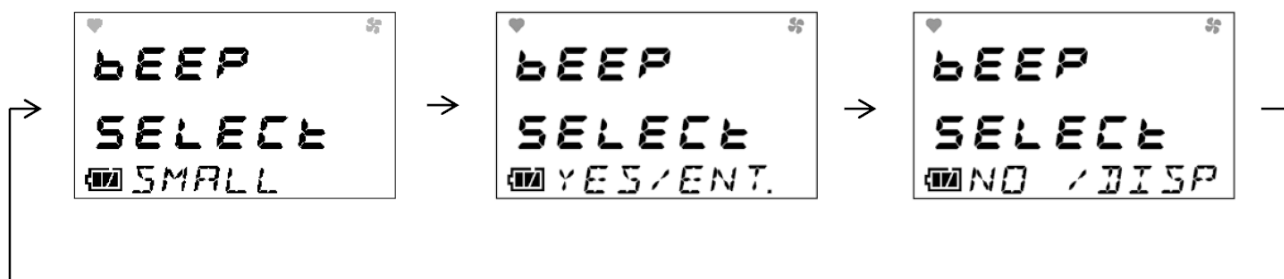 bEEP
SELECt
SMALL
bEEP
SELECt
YES/ENT.
bEEP
SELECt
NO /DISP